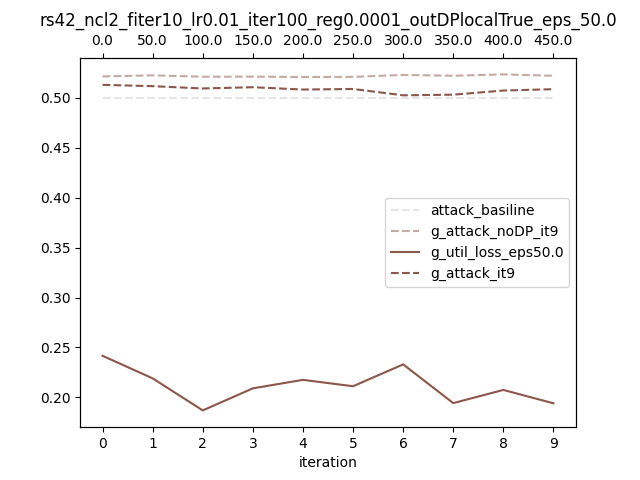 rs42_ncl2_fiter10_lr0.01_iter100_reg0.0001_outDPlocalTrue_eps_50.0
0.0 50.0 100.0 150.0 200.0 250.0 300.0 350.0 400.0 450.0
0.50
0.45
0.40
0.35
0.30
0.25
0.20
attack_basiline
g_attack_noDP_it9
g_util_loss_eps50.0
g_attack_it9
0 1 2 3 4 5 6 7 8 9
iteration